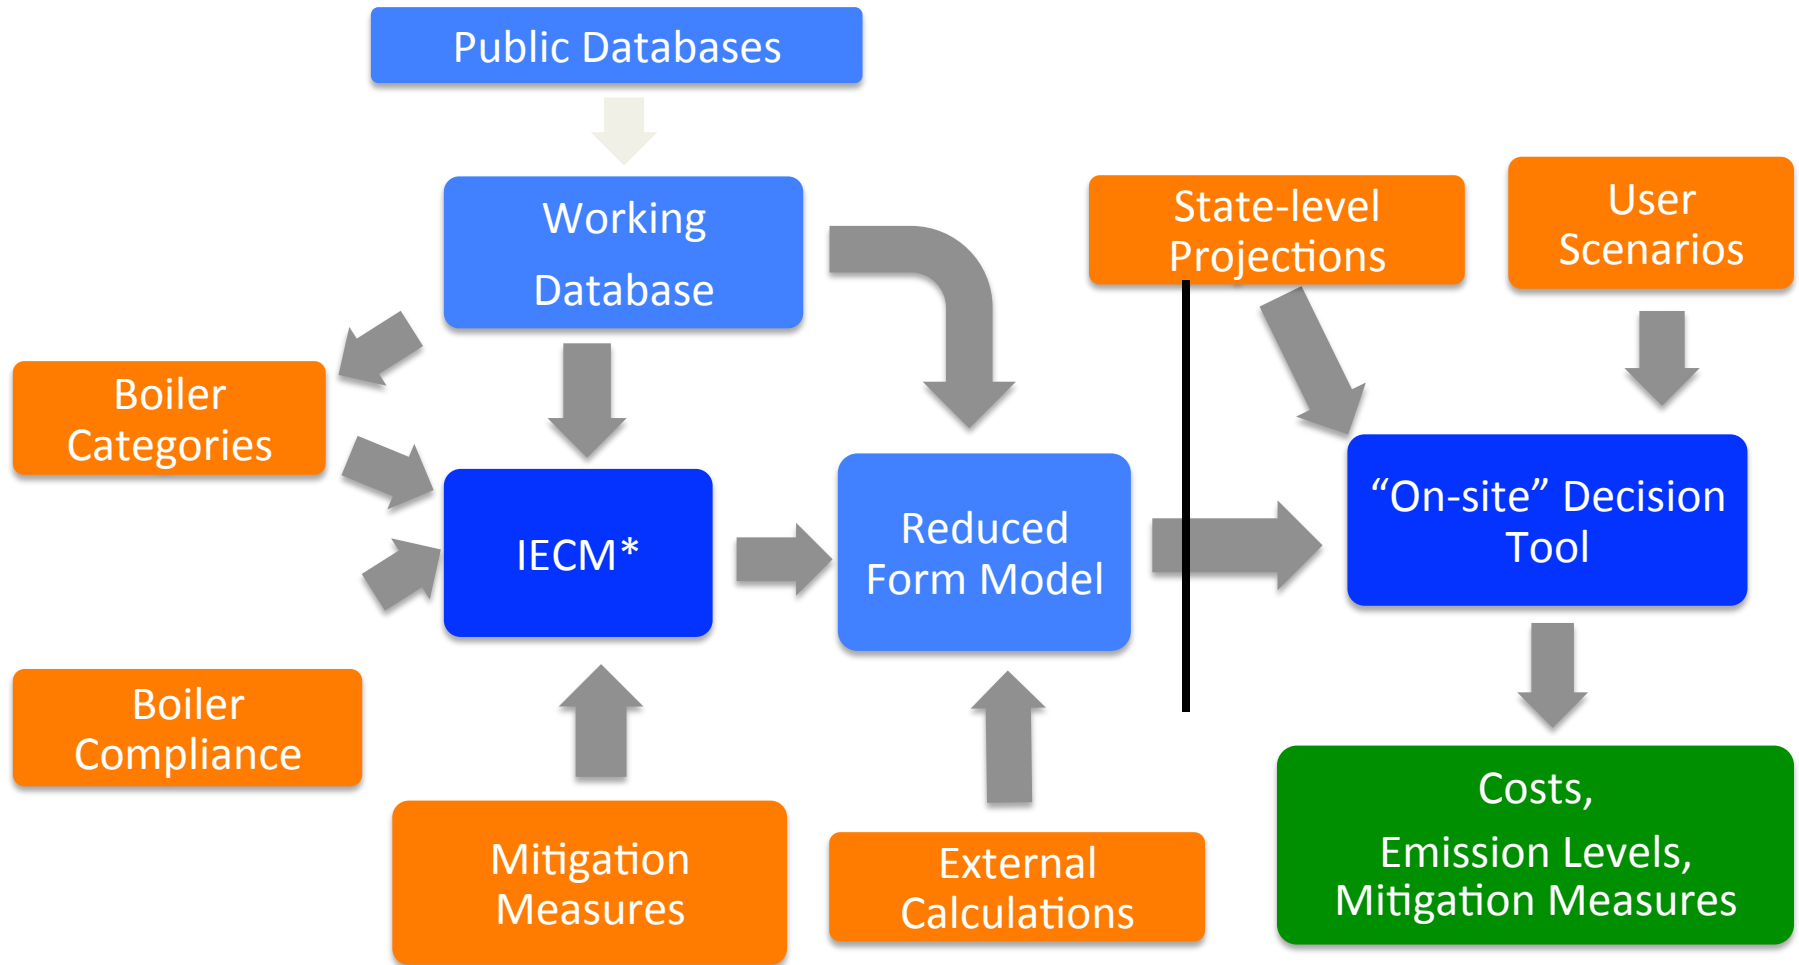 Public Databases
Working
Database
State-level
Projections
User
Scenarios
Boiler
Categories
IECM*
Reduced
Form Model
“On-site” Decision
Tool
Boiler
Compliance
Mitigation
Measures
External
Calculations
Costs,
Emission Levels,
Mitigation Measures